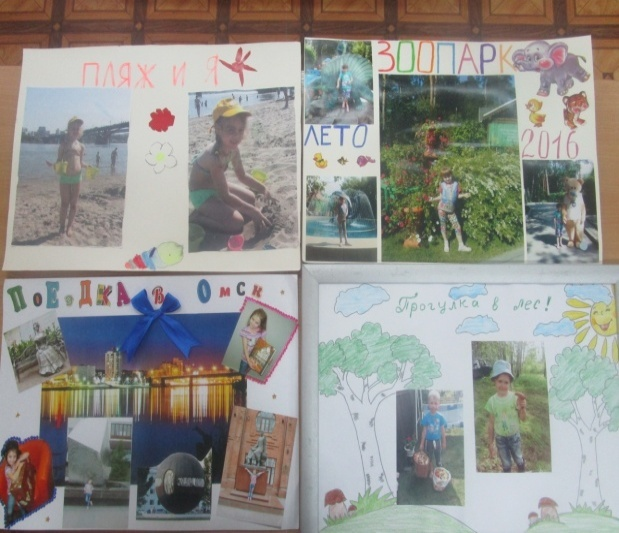 ПЛЯЖ И Я
ЗООПАРК
ЛЕТО
2016
ПОЕЗДКА В ОМСК
Прогулка в лес!